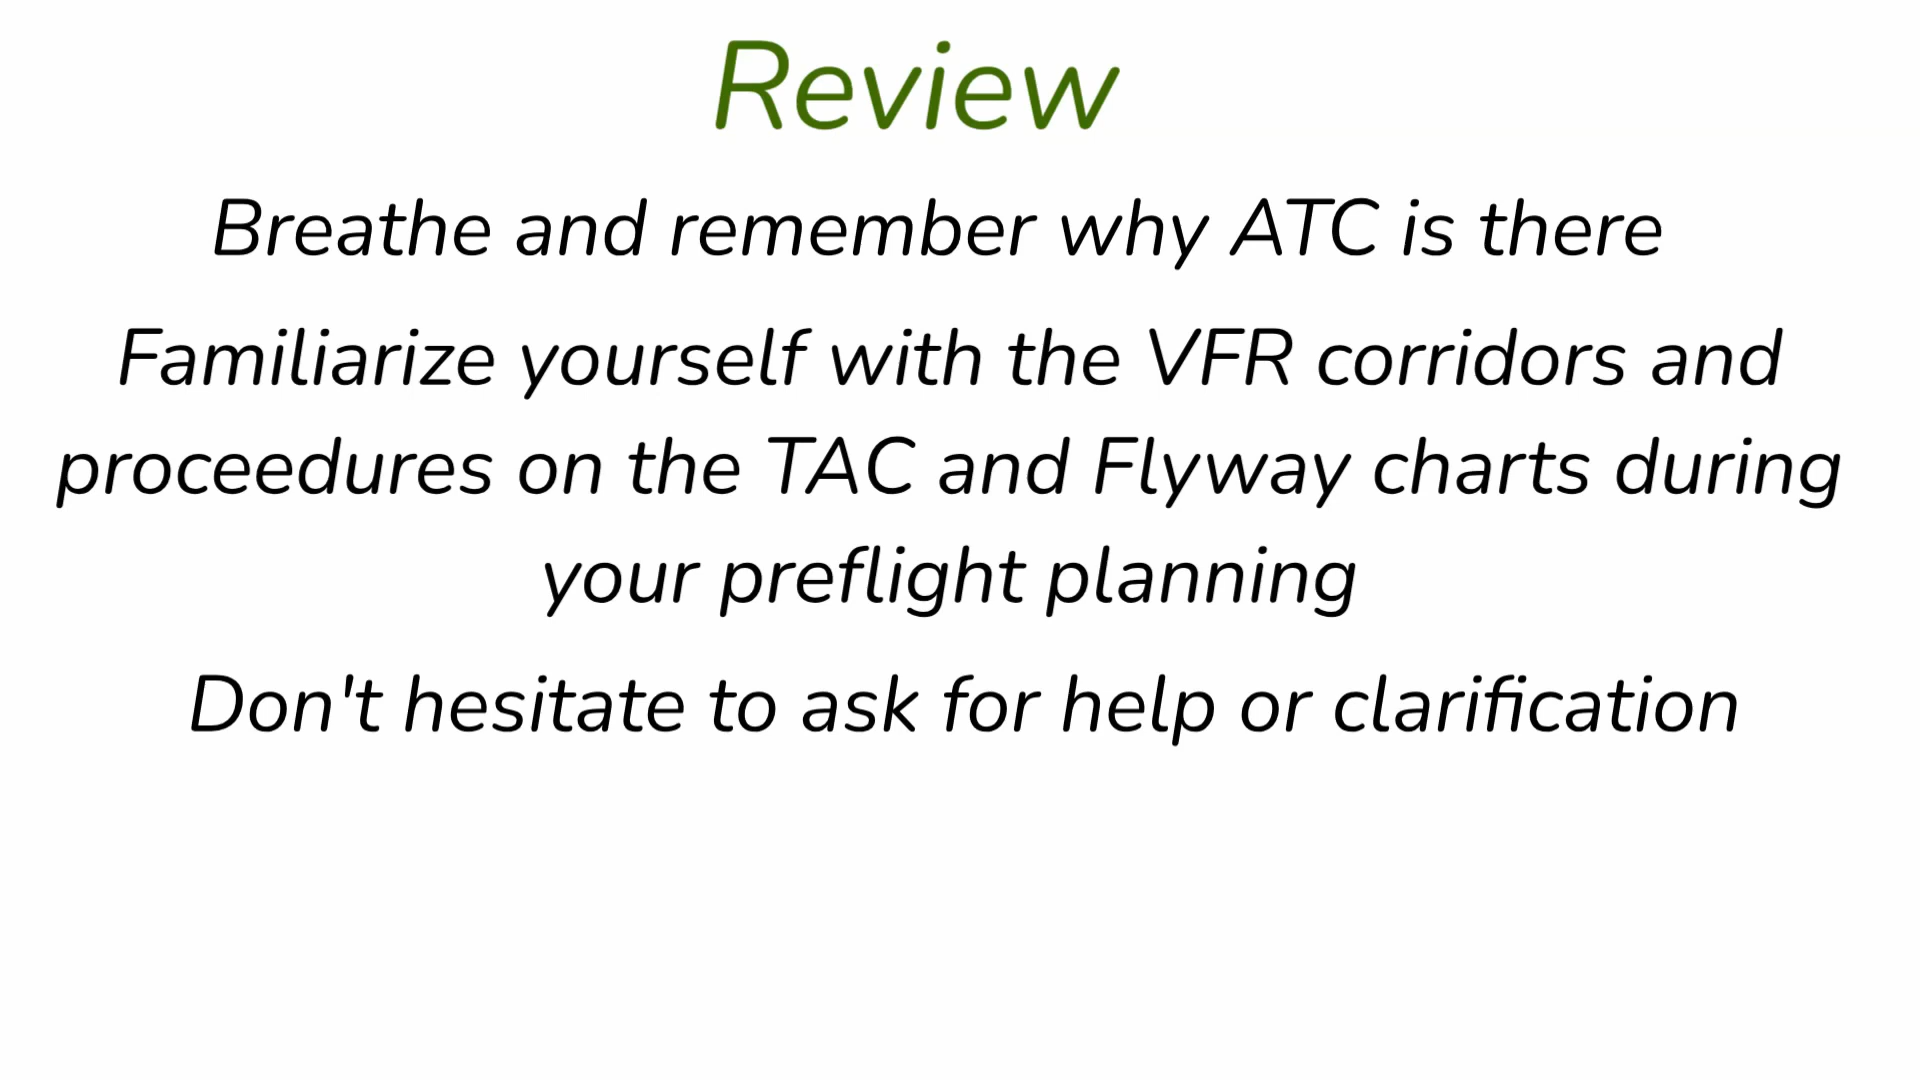 Review
Breathe and remember why ATC is there
Familiarize yourself with the VFR corridors and
proceedures on the TAC and Flyway charts during
your preflight planning
Don't hesitate to ask for help or clarification